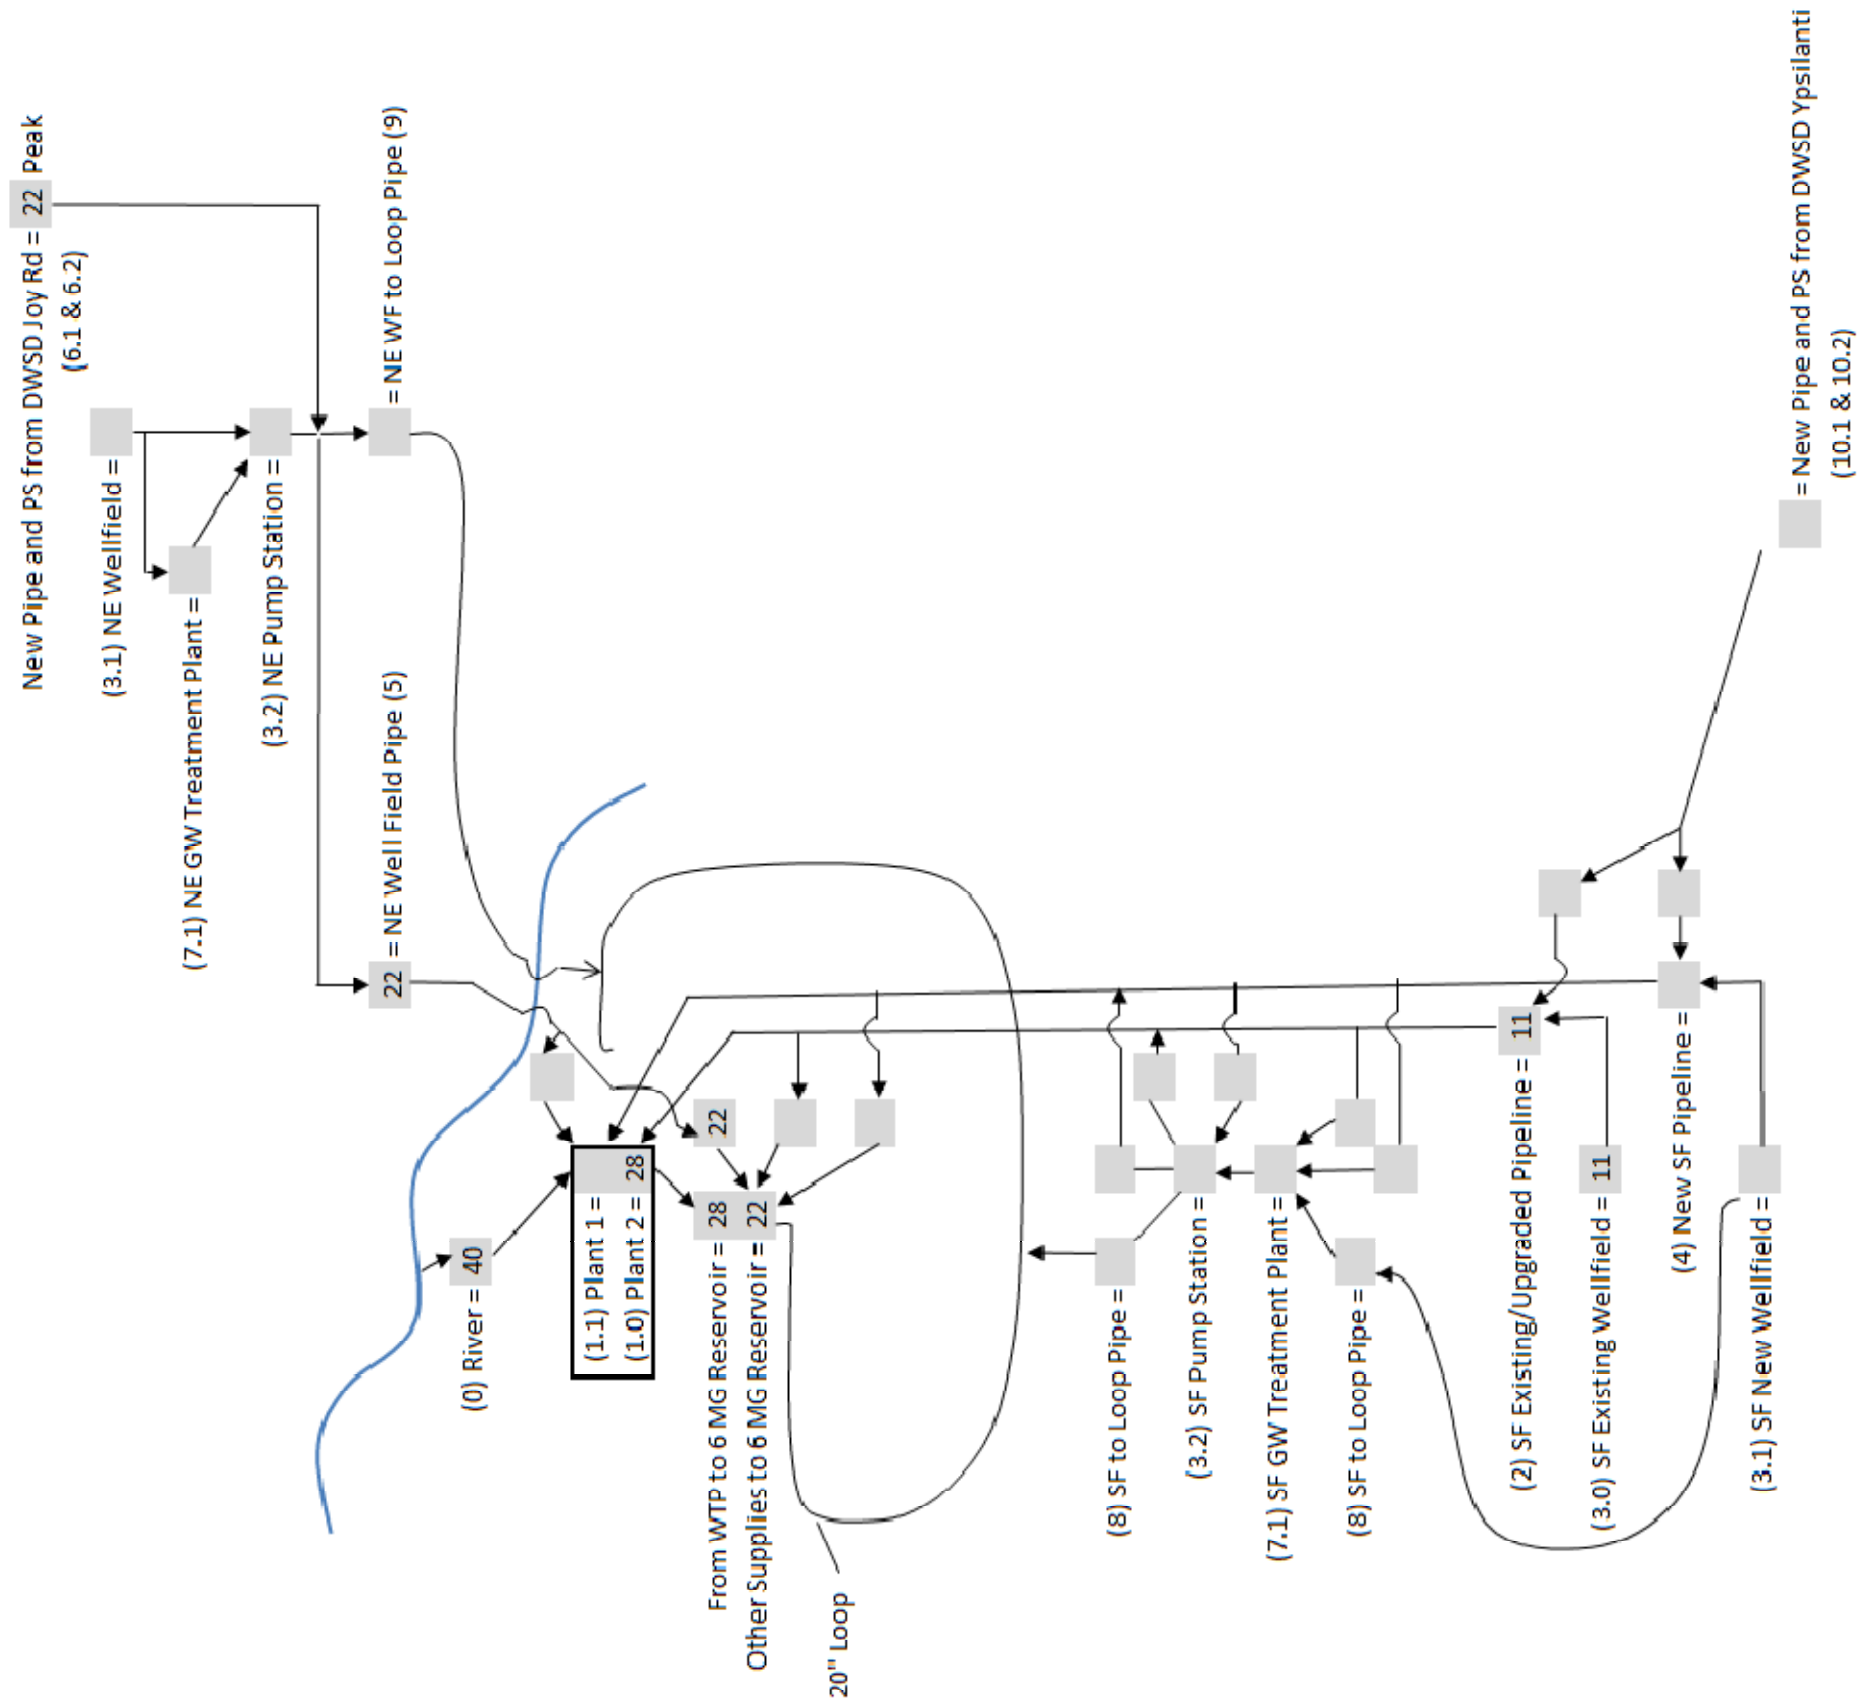 New Pipe and PS from DWSD Joy Rd = 22 Peak
(6.1 & 6.2)
(3.1) NE Wellfield =
(7.1) NE GW Treatment Plant =
(3.2) NE Pump Station =
= NE WF to Loop Pipe (9)
22 = NE Well Field Pipe (5)
(0) River = 40
(1.1) Plant 1 =
(1.0) Plant 2 = 28
22
From WTP to 6 MG Reservoir = 28
Other Supplies to 6 MG Reservoir = 22
20" Loop
(8) SF to Loop Pipe =
(3.2) SF Pump Station =
(7.1) SF GW Treatment Plant =
(8) SF to Loop Pipe =
(2) SF Existing/Upgraded Pipeline = 11
(3.0) SF Existing Wellfield = 11
(4) New SF Pipeline =
(3.1) SF New Wellfield =
= New Pipe and PS from DWSD Ypsilanti
(10.1 & 10.2)